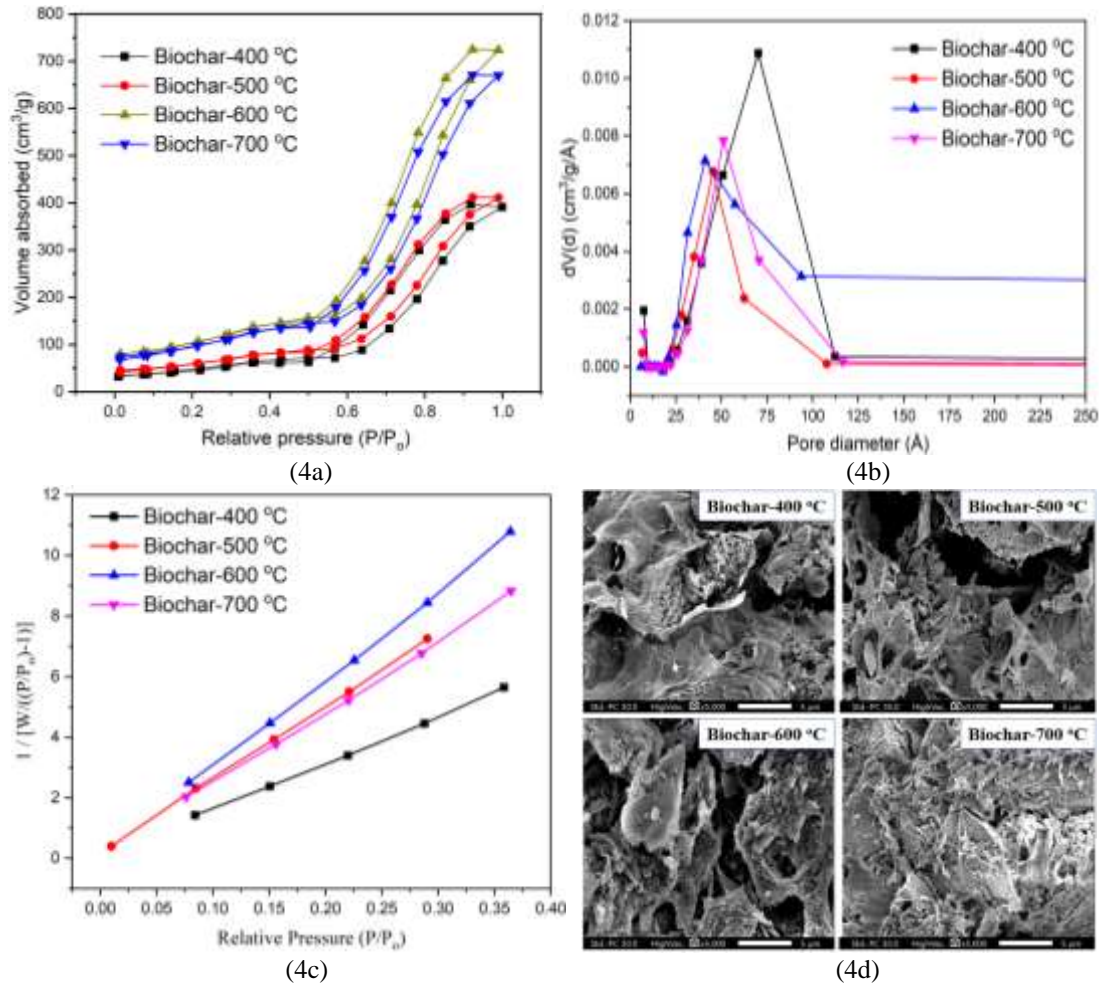 800
700
600
500
400
300
200
100
0
Volume absorbed (cm³/g)
Biochar-400 °C
Biochar-500 °C
Biochar-600 °C
Biochar-700 °C
0.0 0.2 0.4 0.6 0.8 1.0
Relative pressure (P/Pₒ)
(4a)
0.012
0.010
0.008
0.006
0.004
0.002
0.000
dV(d) (cm³/g/Å)
Biochar-400 °C
Biochar-500 °C
Biochar-600 °C
Biochar-700 °C
0 25 50 75 100 125 150 175 200 225 250
Pore diameter (Å)
(4b)
12
10
8
6
4
2
0
1 / [W/((P/Pₒ)-1)]
Biochar-400 °C
Biochar-500 °C
Biochar-600 °C
Biochar-700 °C
0.00 0.05 0.10 0.15 0.20 0.25 0.30 0.35 0.40
Relative Pressure (P/Pₒ)
(4c)
Biochar-400 °C
Biochar-500 °C
Biochar-600 °C
Biochar-700 °C
(4d)